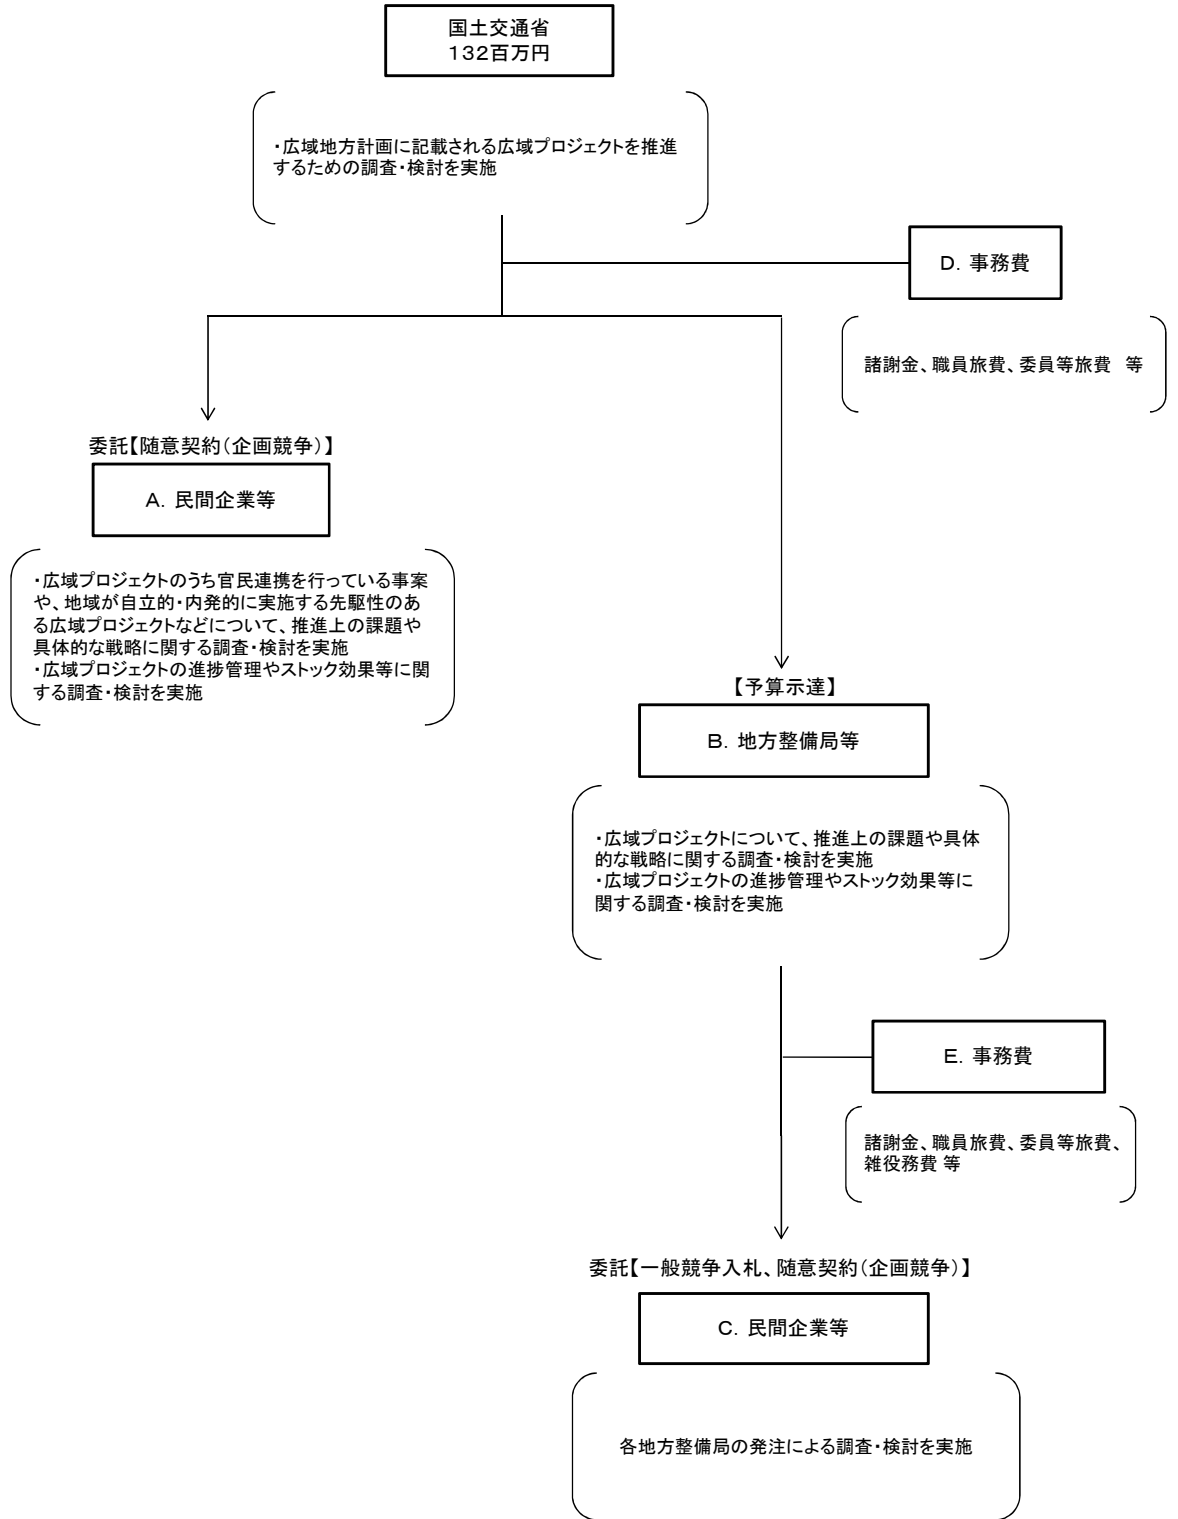 国土交通省
132百万円
・広域地方計画に記載される広域プロジェクトを推進
するための調査・検討を実施
D. 事務費
諸謝金、職員旅費、委員等旅費　等
委託【随意契約(企画競争)】
A. 民間企業等
・広域プロジェクトのうち官民連携を行っている事案
や、地域が自立的・内発的に実施する先駆性のあ
る広域プロジェクトなどについて、推進上の課題や
具体的な戦略に関する調査・検討を実施
・広域プロジェクトの進捗管理やストック効果等に関
する調査・検討を実施
【予算示達】
B. 地方整備局等
・広域プロジェクトについて、推進上の課題や具体
的な戦略に関する調査・検討を実施
・広域プロジェクトの進捗管理やストック効果等に
関する調査・検討を実施
E. 事務費
諸謝金、職員旅費、委員等旅費、
雑役務費 等
委託【一般競争入札、随意契約(企画競争)】
C. 民間企業等
各地方整備局の発注による調査・検討を実施